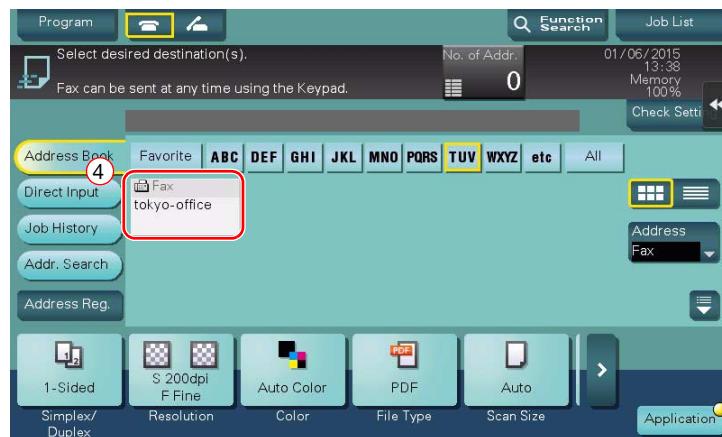 Program
Function
Search
Job List
Select desired destination(s).
Fax can be sent at any time using the Keypad.
No. of Addr.
0
01/06/2015
13:38
Memory
100%
Check Setti
Address Book
Favorite
ABC
DEF
GHI
JKL
MNO
PQRS
TUV
WXYZ
etc
All
4
Direct Input
Fax
tokyo-office
Job History
Address
Fax
Addr. Search
Address Reg.
1 2
PDF
1-Sided
S 200dpi
F Fine
Auto Color
PDF
Auto
Simplex/
Duplex
Resolution
Color
File Type
Scan Size
Application